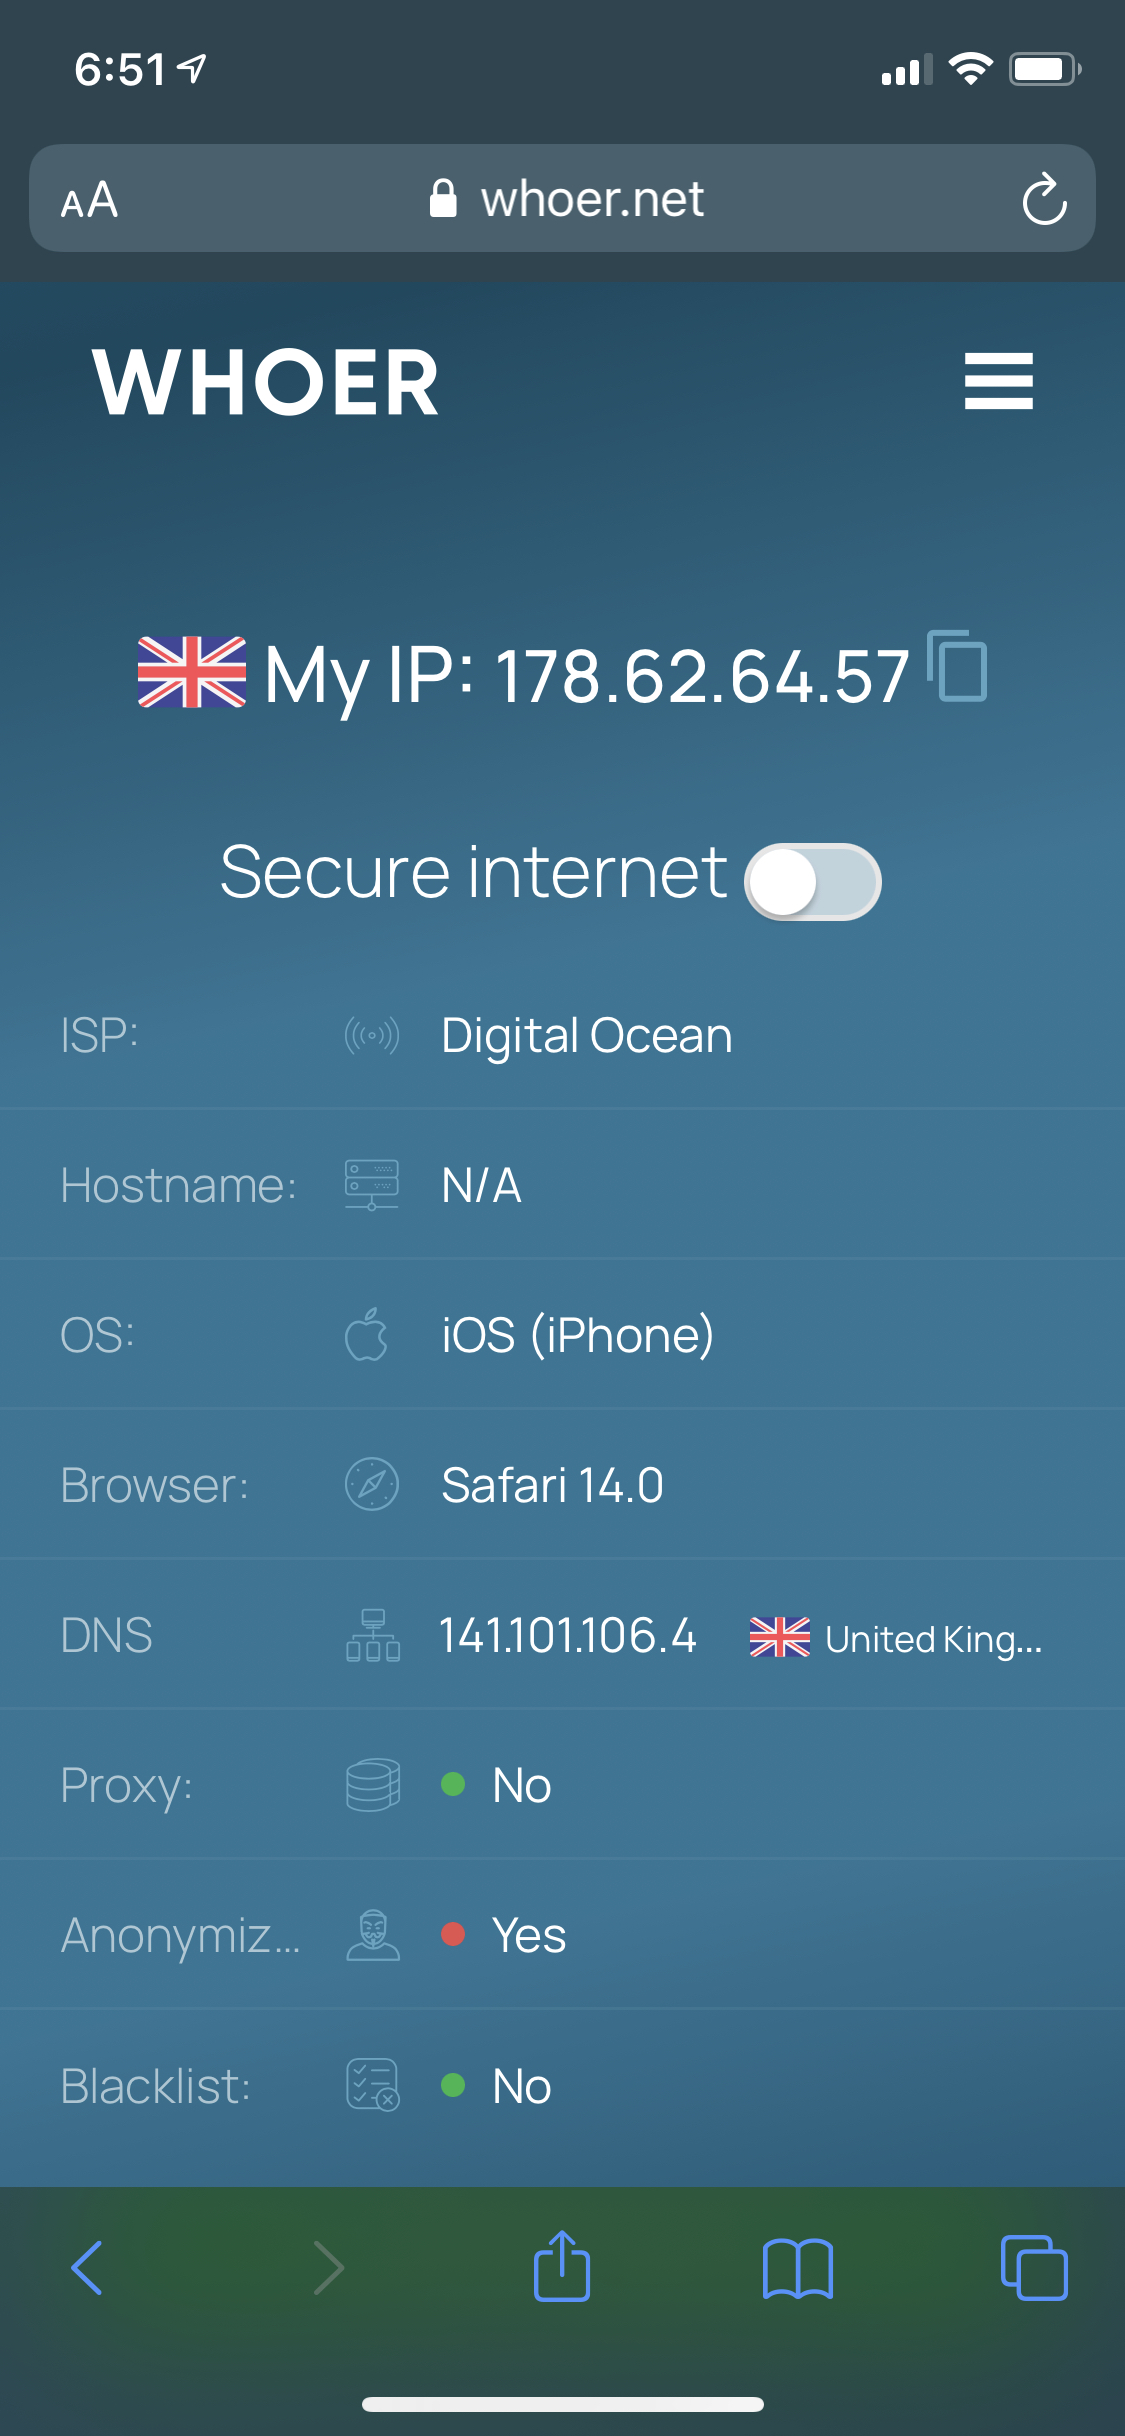 6:51
AA
whoer.net
WHOER
My IP: 178.62.64.57
Secure internet
ISP: Digital Ocean
Hostname: N/A
OS: iOS (iPhone)
Browser: Safari 14.0
DNS 141.101.106.4 United King...
Proxy: No
Anonymiz... Yes
Blacklist: No